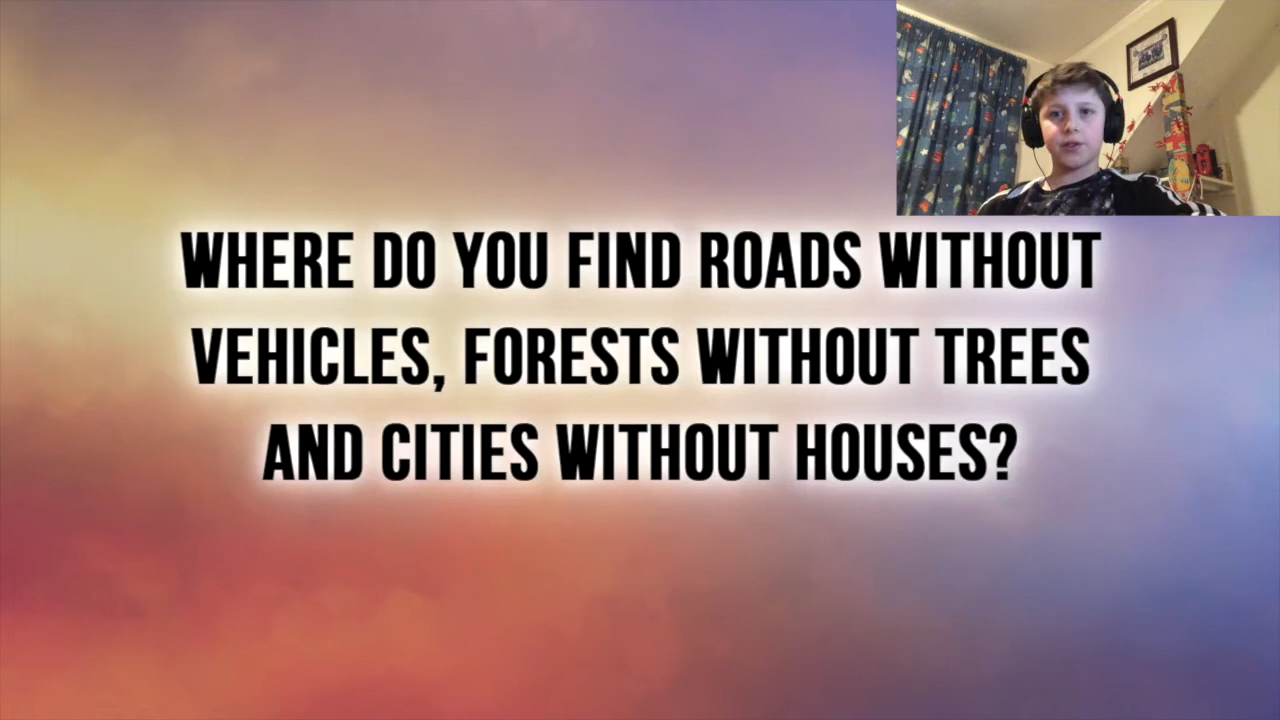 WHERE DO YOU FIND ROADS WITHOUT
VEHICLES, FORESTS WITHOUT TREES
AND CITIES WITHOUT HOUSES?